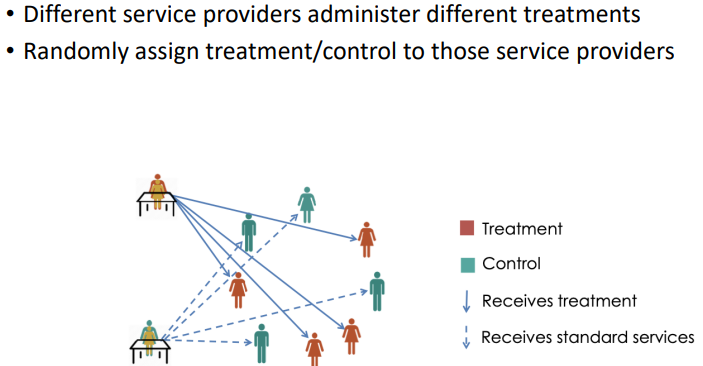 • Different service providers administer different treatments
• Randomly assign treatment/control to those service providers
Treatment
Control
Receives treatment
Receives standard services